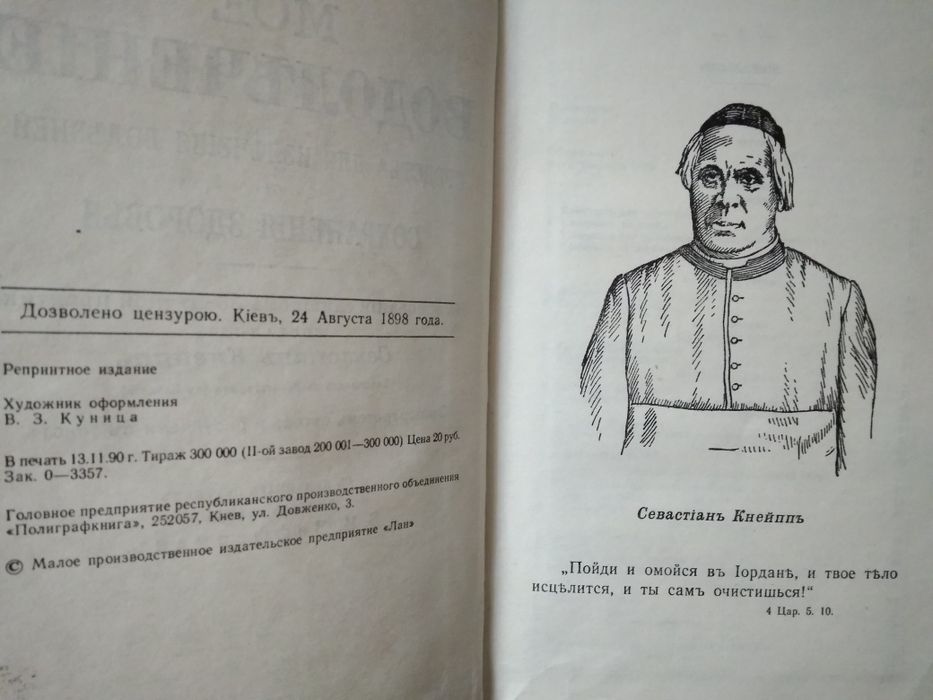 Дозволено цензурою. Кіевъ, 24 Августа 1898 года.
Репринтное издание
Художник оформления
В. З. Куница
В печать 13.11.90 г. Тираж 300 000 (II-ой завод 200 001—300 000) Цена 20 руб.
Зак. 0—3357.
Головное предприятие республиканского производственного объединения
«Полиграфкнига», 252057, Киев, ул. Довженко, 3.
© Малое производственное издательское предприятие «Лан»
Севастіанъ Кнейппъ
„Пойди и омойся въ Іорданѣ, и твое тѣло
исцѣлится, и ты самъ очистишься!“
4 Цар. 5. 10.